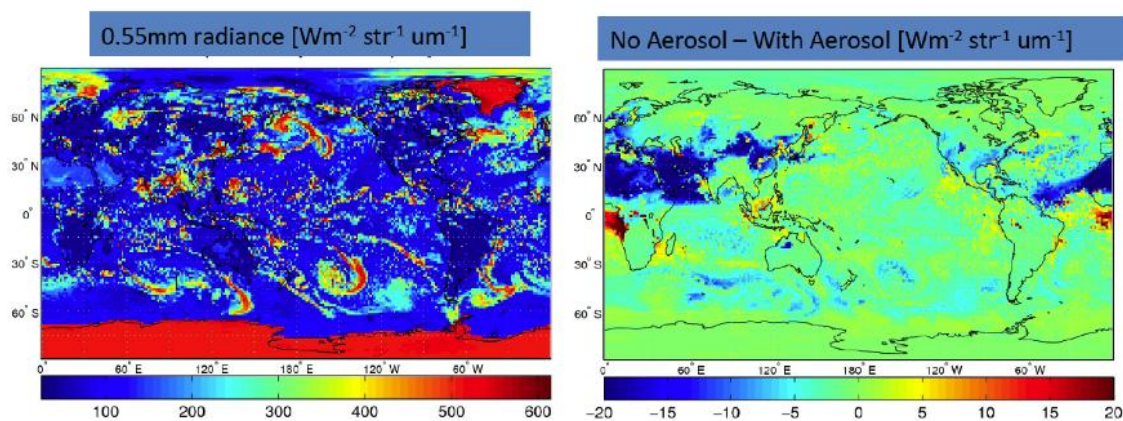 0.55mm radiance [Wm-2 str-1 um-1]
No Aerosol – With Aerosol [Wm-2 str-1 um-1]
60° N
30° N
0°
30° S
60° S
0° 60° E 120° E 180° E 120° W 60° W
100 200 300 400 500 600
60° N
30° N
0°
30° S
60° S
0° 60° E 120° E 180° E 120° W 60° W
−20 −15 −10 −5 0 5 10 15 20